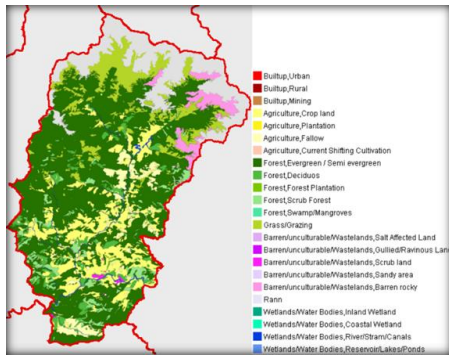 Builtup,Urban
Builtup,Rural
Builtup,Mining
Agriculture,Crop land
Agriculture,Plantation
Agriculture,Fallow
Agriculture,Current Shifting Cultivation
Forest,Evergreen / Semi evergreen
Forest,Deciduos
Forest,Forest Plantation
Forest,Scrub Forest
Forest,Swamp/Mangroves
Grass/Grazing
Barren/unculturable/Wastelands,Salt Affected Land
Barren/unculturable/Wastelands,Gullied/Ravinous Lan
Barren/unculturable/Wastelands,Scrub land
Barren/unculturable/Wastelands,Sandy area
Barren/unculturable/Wastelands,Barren rocky
Rann
Wetlands/Water Bodies,Inland Wetland
Wetlands/Water Bodies,Coastal Wetland
Wetlands/Water Bodies,River/Stram/Canals
Wetlands/Water Bodies,Reservoir/Lakes/Ponds